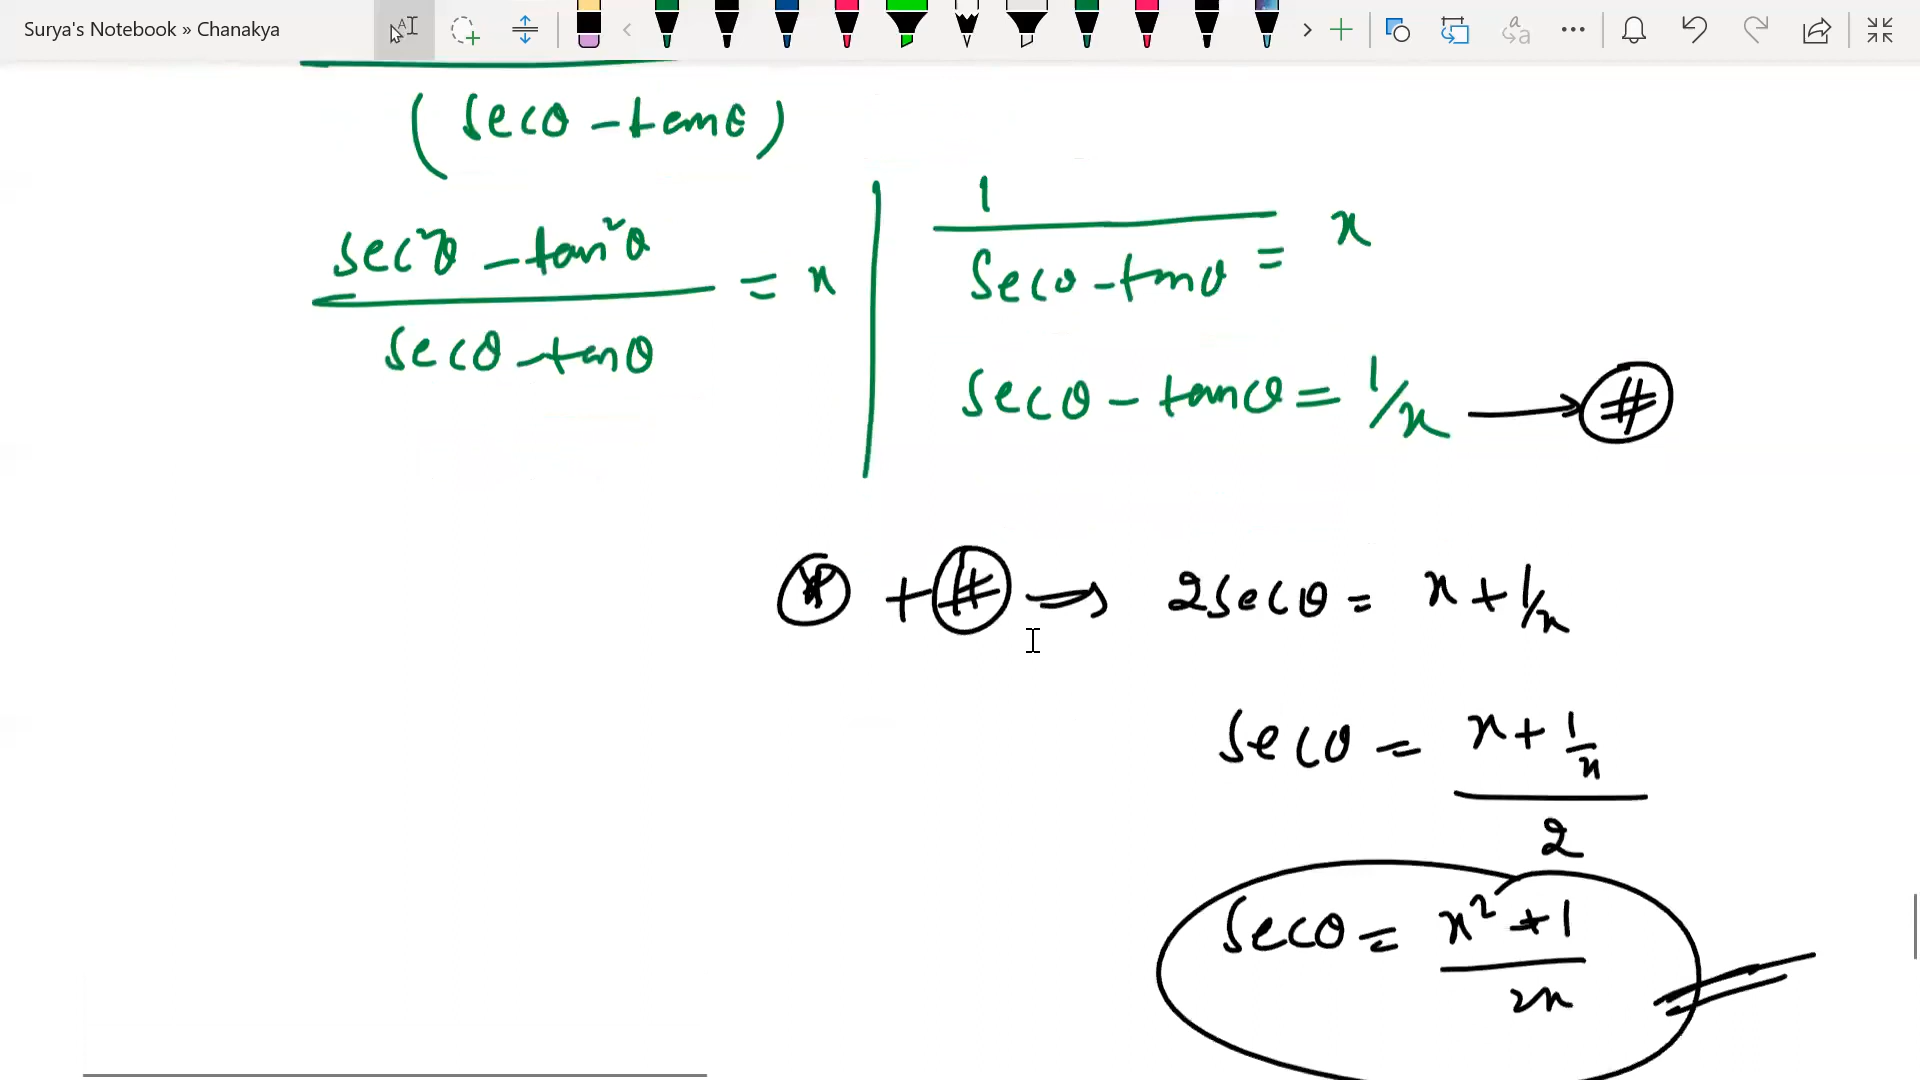 Surya's Notebook » Chanakya
(secθ - tanθ)
sec²θ - tan²θ / secθ - tanθ = x
1 / secθ - tanθ = x
secθ - tanθ = 1/x → #
* + # ⇒ 2secθ = x + 1/x
secθ = x + 1/x / 2
secθ = x² + 1 / 2x